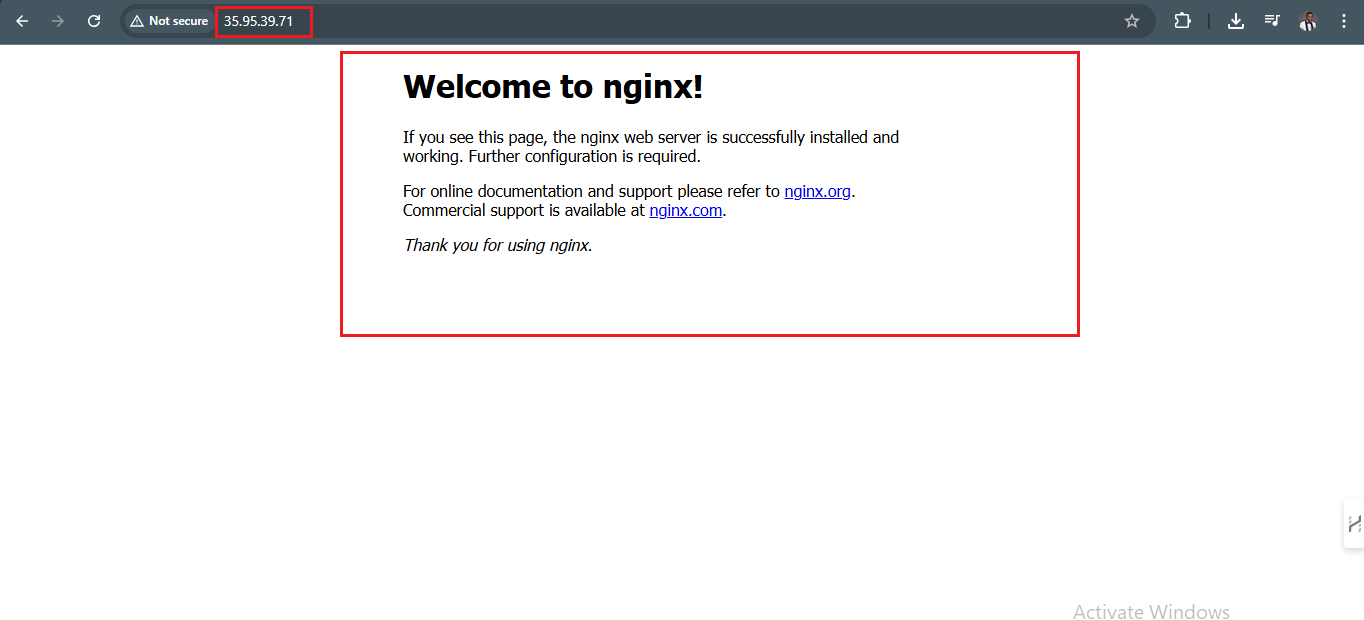 Not secure 35.95.39.71
Welcome to nginx!
If you see this page, the nginx web server is successfully installed and
working. Further configuration is required.
For online documentation and support please refer to nginx.org.
Commercial support is available at nginx.com.
Thank you for using nginx.
Activate Windows